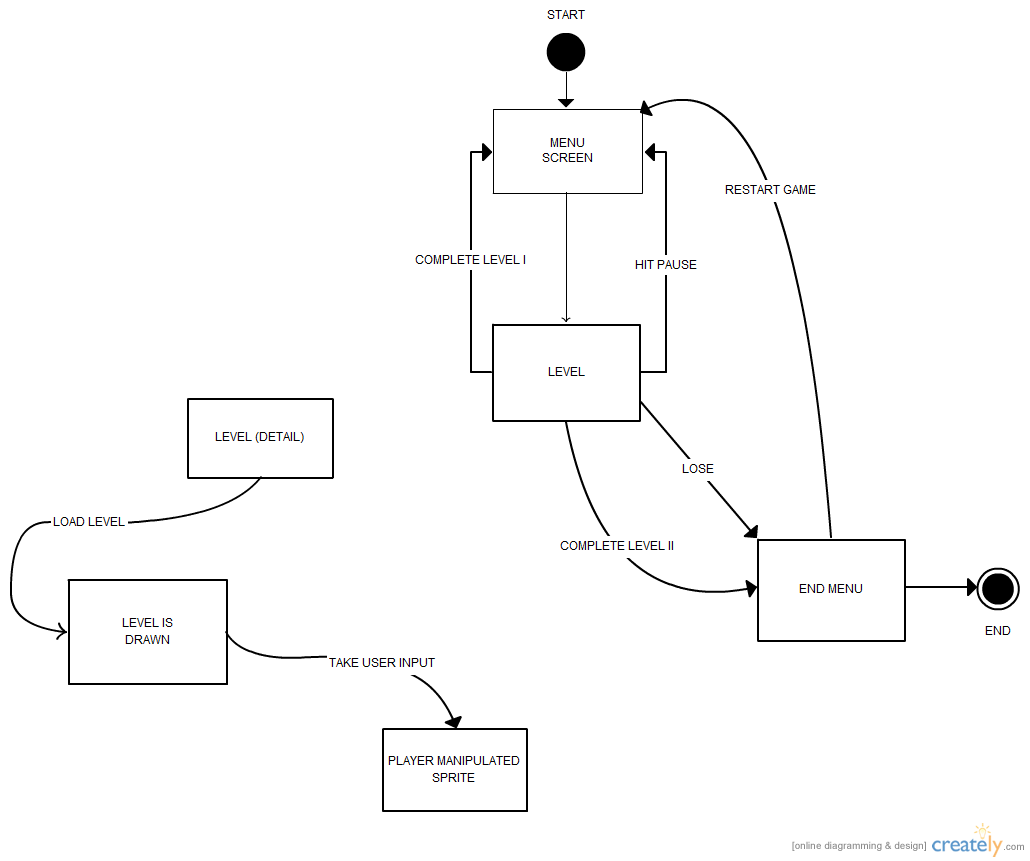 START
MENU
SCREEN
RESTART GAME
COMPLETE LEVEL I
HIT PAUSE
LEVEL
LEVEL (DETAIL)
LOSE
LOAD LEVEL
COMPLETE LEVEL II
END MENU
LEVEL IS
DRAWN
END
TAKE USER INPUT
PLAYER MANIPULATED
SPRITE
[online diagramming & design] creately.com